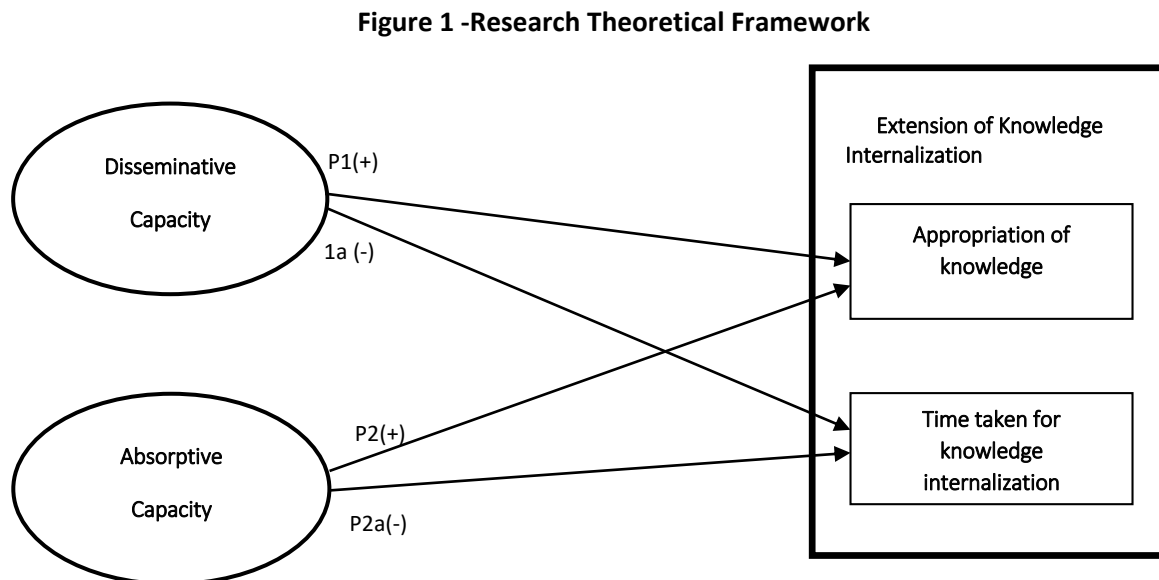 Figure 1 -Research Theoretical Framework
Disseminative
Capacity
P1(+)
1a (-)
Extension of Knowledge
Internalization
Appropriation of
knowledge
Absorptive
Capacity
P2(+)
P2a(-)
Time taken for
knowledge
internalization